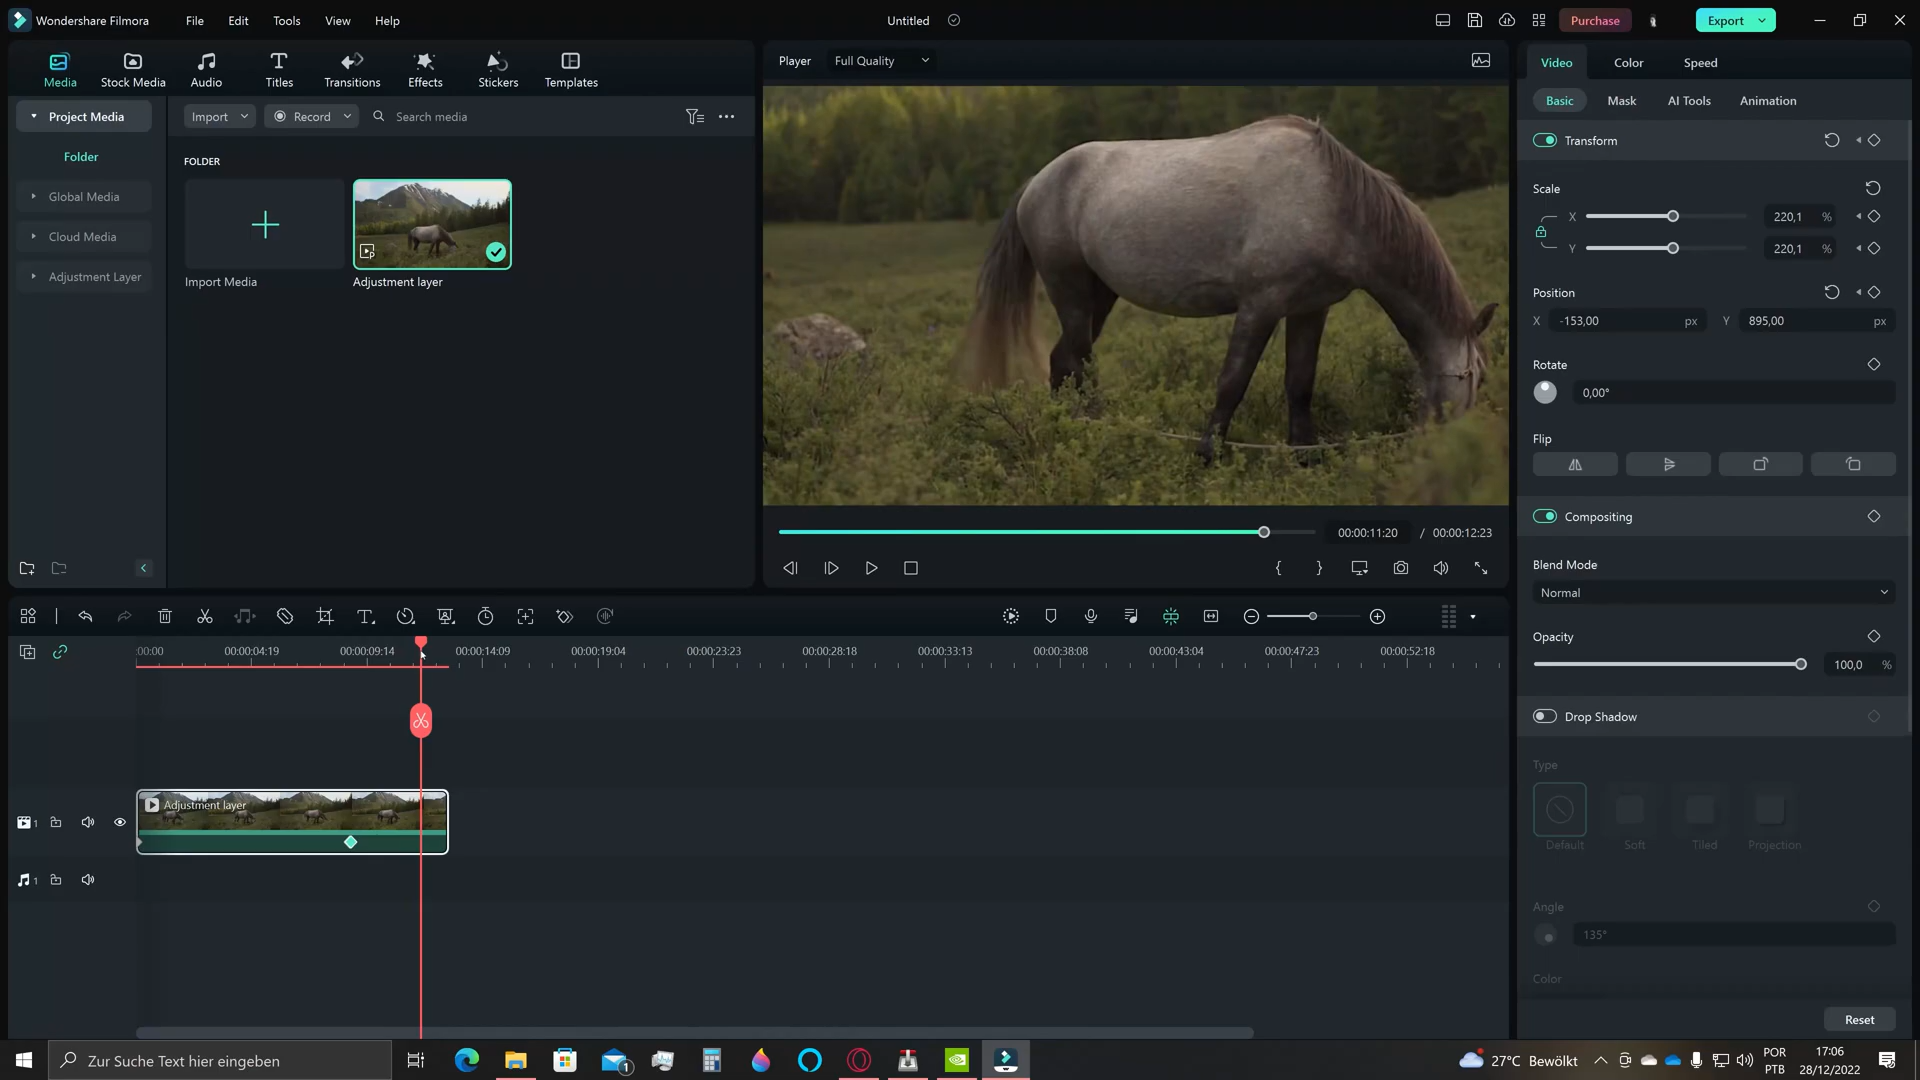 Wondershare Filmora
File
Edit
Tools
View
Help
Untitled
Purchase
Export
Media
Stock Media
Audio
Titles
Transitions
Effects
Stickers
Templates
Player
Full Quality
Video
Color
Speed
Project Media
Import
Record
Search media
Basic
Mask
AI Tools
Animation
Folder
Global Media
Cloud Media
Adjustment Layer
FOLDER
Import Media
Adjustment layer
Transform
Scale
X
220,1
%
Y
220,1
%
Position
X
-153,00
px
Y
895,00
px
Rotate
0,00°
Flip
Compositing
Blend Mode
Normal
Opacity
100,0
%
Drop Shadow
Type
Default
Soft
Tiled
Projection
Angle
135°
Color
Reset
00:00:11:20
/
00:00:12:23
:00:00
00:00:04:19
00:00:09:14
00:00:14:09
00:00:19:04
00:00:23:23
00:00:28:18
00:00:33:13
00:00:38:08
00:00:43:04
00:00:47:23
00:00:52:18
Adjustment layer
1
1
Zur Suche Text hier eingeben
1
27°C Bewölkt
POR
PTB
17:06
28/12/2022